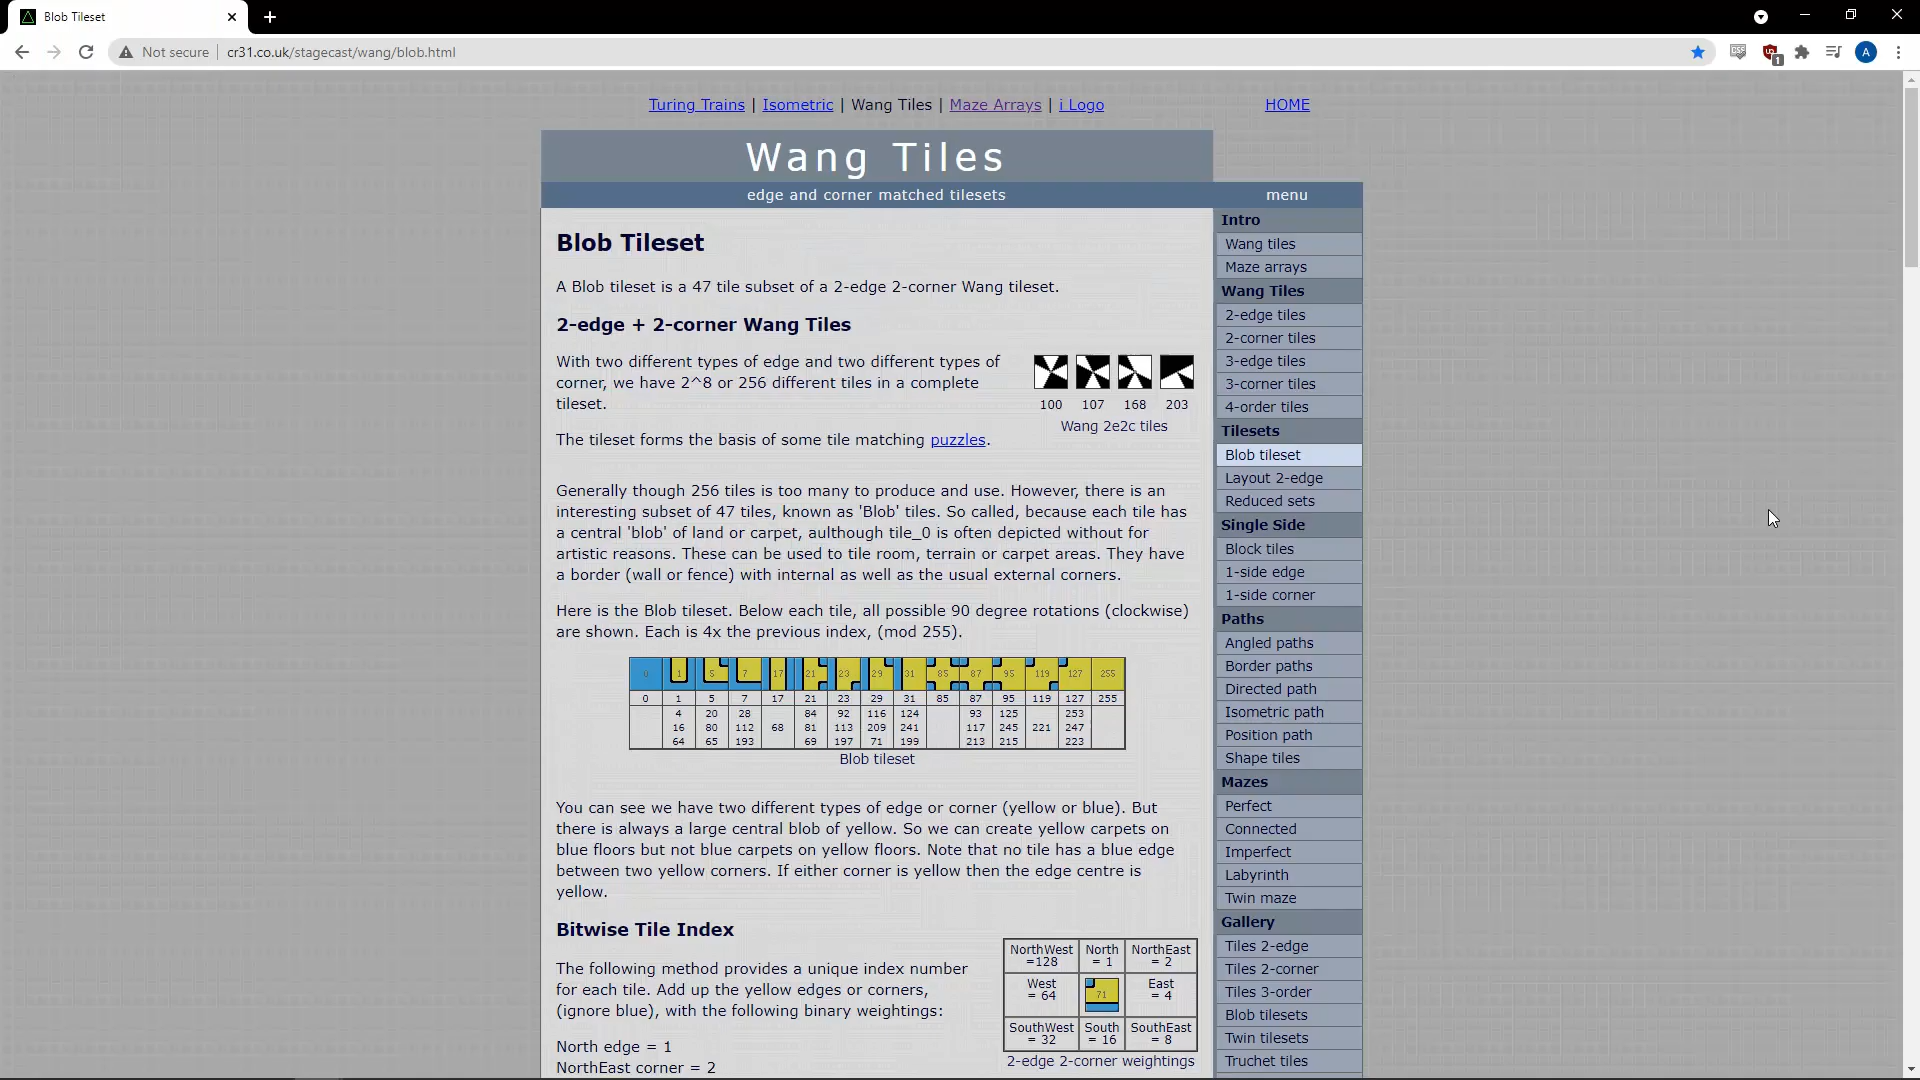 Blob Tileset
Not secure
cr31.co.uk/stagecast/wang/blob.html
1
A
Turing Trains | Isometric | Wang Tiles | Maze Arrays | i Logo
HOME
Wang Tiles
edge and corner matched tilesets
Blob Tileset
A Blob tileset is a 47 tile subset of a 2-edge 2-corner Wang tileset.
2-edge + 2-corner Wang Tiles
With two different types of edge and two different types of
corner, we have 2^8 or 256 different tiles in a complete
tileset.
100 107 168 203
Wang 2e2c tiles
The tileset forms the basis of some tile matching puzzles.
Generally though 256 tiles is too many to produce and use. However, there is an
interesting subset of 47 tiles, known as 'Blob' tiles. So called, because each tile has
a central 'blob' of land or carpet, aulthough tile_0 is often depicted without for
artistic reasons. These can be used to tile room, terrain or carpet areas. They have
a border (wall or fence) with internal as well as the usual external corners.
Here is the Blob tileset. Below each tile, all possible 90 degree rotations (clockwise)
are shown. Each is 4x the previous index, (mod 255).
0 1 5 7 17 21 23 29 31 85 87 95 119 127 255
0 1 5 7 17 21 23 29 31 85 87 95 119 127 255
4 20 28 84 92 116 124 93 125 253
16 80 112 68 81 113 209 241 117 245 221 247
64 65 193 69 197 71 199 213 215 223
Blob tileset
You can see we have two different types of edge or corner (yellow or blue). But
there is always a large central blob of yellow. So we can create yellow carpets on
blue floors but not blue carpets on yellow floors. Note that no tile has a blue edge
between two yellow corners. If either corner is yellow then the edge centre is
yellow.
Bitwise Tile Index
The following method provides a unique index number
for each tile. Add up the yellow edges or corners,
(ignore blue), with the following binary weightings:
North edge = 1
NorthEast corner = 2
NorthWest North NorthEast
=128 = 1 = 2
West East
= 64 71 = 4
SouthWest South SouthEast
= 32 = 16 = 8
2-edge 2-corner weightings
menu
Intro
Wang tiles
Maze arrays
Wang Tiles
2-edge tiles
2-corner tiles
3-edge tiles
3-corner tiles
4-order tiles
Tilesets
Blob tileset
Layout 2-edge
Reduced sets
Single Side
Block tiles
1-side edge
1-side corner
Paths
Angled paths
Border paths
Directed path
Isometric path
Position path
Shape tiles
Mazes
Perfect
Connected
Imperfect
Labyrinth
Twin maze
Gallery
Tiles 2-edge
Tiles 2-corner
Tiles 3-order
Blob tilesets
Twin tilesets
Truchet tiles